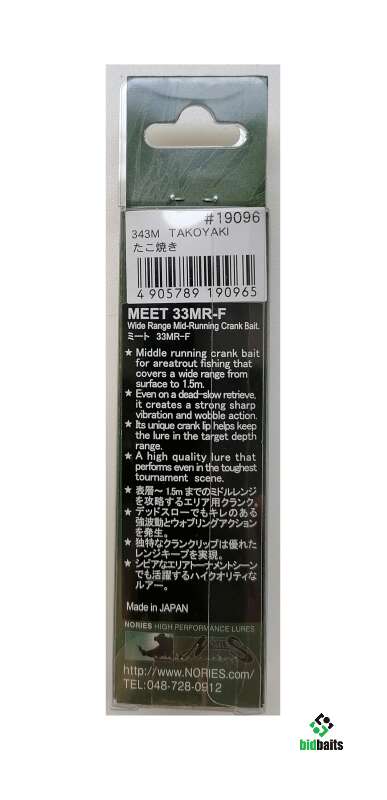 #19096
343M TAKOYAKI
たこ焼き
4 905789 190965
MEET 33MR-F
Wide Range Mid-Running Crank Bait.
ミート 33MR-F
★ Middle running crank bait
for areatrout fishing that
covers a wide range from
surface to 1.5m.
★ Even on a dead-slow retrieve,
it creates a strong sharp
vibration and wobble action.
★ Its unique crank lip helps keep
the lure in the target depth
range.
★ A high quality lure that
performs even in the toughest
tournament scene.
★ 表層〜1.5mまでのミドルレンジ
を攻略するエリア用クランク。
★ デッドスローでもキレのある
強波動とウォブリングアクション
を発生。
★ 独特なクランクリップは優れた
レンジキープを実現。
★ シビアなエリアトーナメントシーン
でも活躍するハイクオリティな
ルアー。
Made in JAPAN
NORIES HIGH PERFORMANCE LURES
NORIES
http://www.NORIES.com/
TEL:048-728-0912
bidbaits